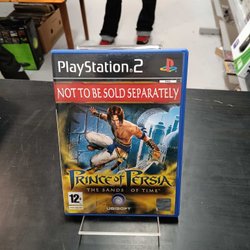 PlayStation 2
NOT TO BE SOLD SEPARATELY
PRINCE OF PERSIA
THE SANDS OF TIME
12+
UBISOFT